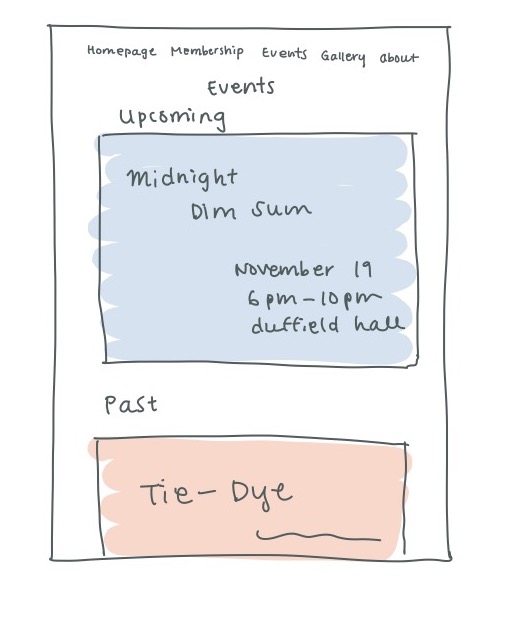 Homepage Membership Events Gallery about
Events
Upcoming
Midnight
Dim Sum
November 19
6pm-10pm
duffield hall
Past
Tie-Dye